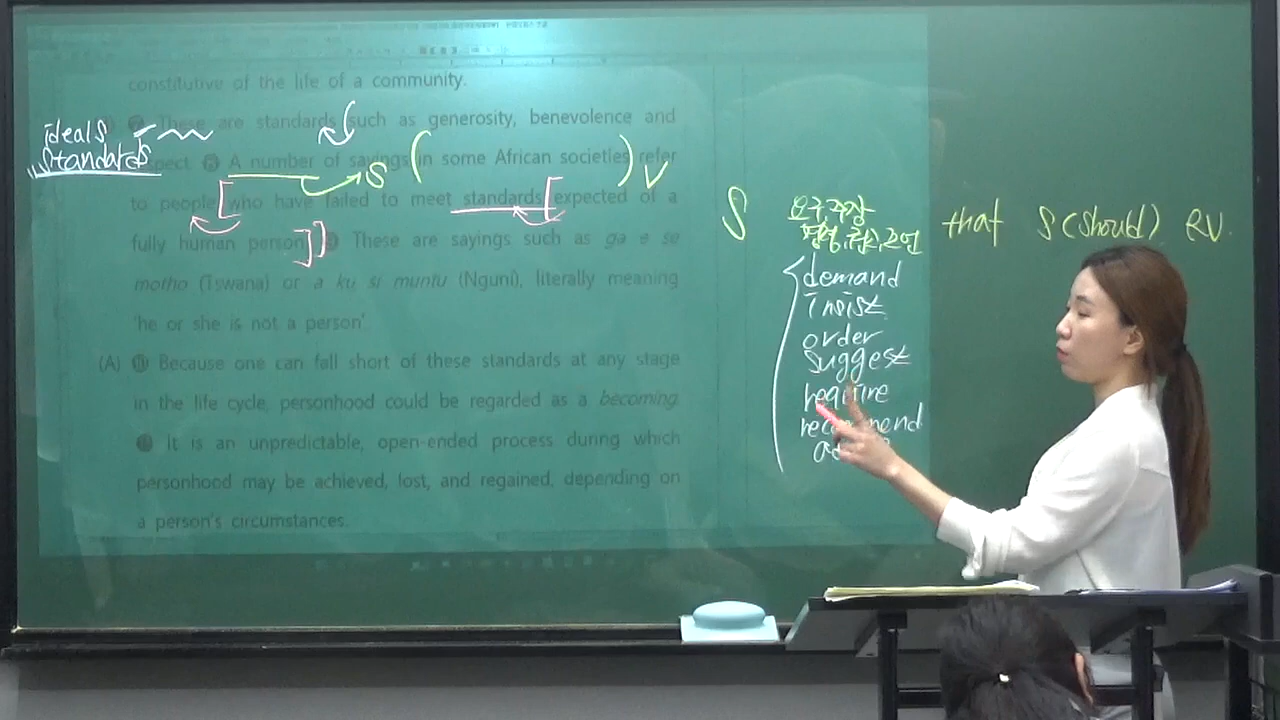 constitutive of the life of a community.
These are standards such as generosity, benevolence and
ideals
standards
A number of sayings in some African societies refer
S ( ) V
to people who have failed to meet standards expected of a
fully human person. These are sayings such as ga e se
motho (Tswana) or a ku si muntu (Nguni), literally meaning
'he or she is not a person'
(A) ⑪ Because one can fall short of these standards at any stage
in the life cycle, personhood could be regarded as a becoming.
It is an unpredictable, open-ended process during which
personhood may be achieved, lost, and regained, depending on
a person's circumstances.
S 요구, 주장 that S (should) RV.
명령, 충고, 조언
demand
insist
order
suggest
require
recommend